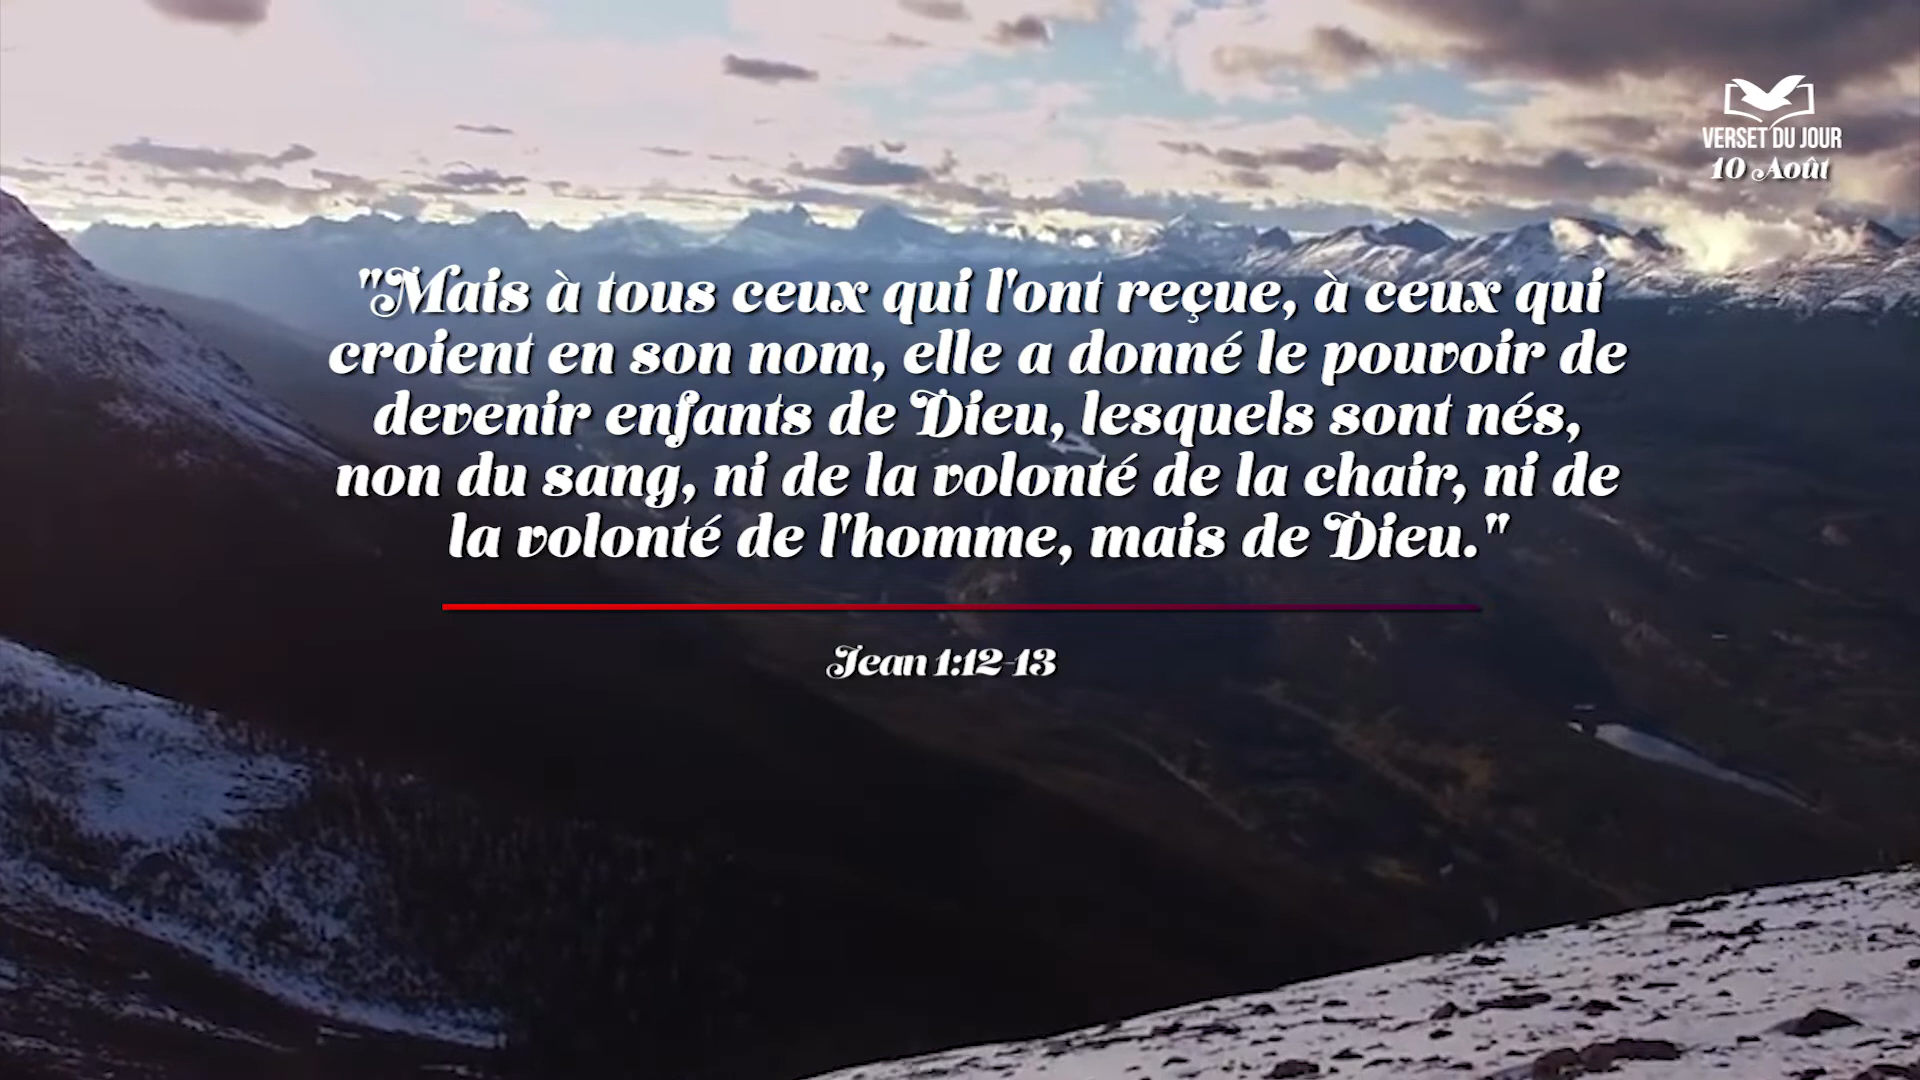 VERSET DU JOUR
10 Août
"Mais à tous ceux qui l'ont reçue, à ceux qui
croient en son nom, elle a donné le pouvoir de
devenir enfants de Dieu, lesquels sont nés,
non du sang, ni de la volonté de la chair, ni de
la volonté de l'homme, mais de Dieu."
Jean 1:12-13